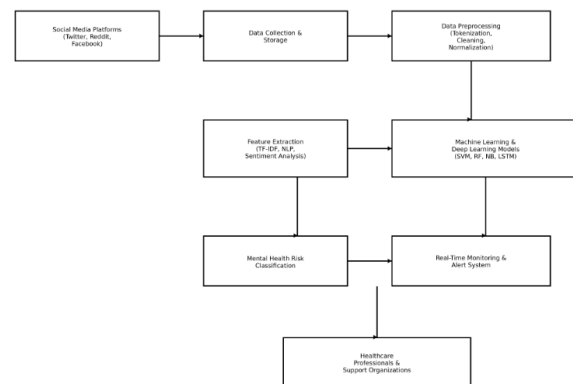 Social Media Platforms
(Twitter, Reddit,
Facebook)
Data Collection &
Storage
Data Preprocessing
(Tokenization,
Cleaning,
Normalization)
Feature Extraction
(TF-IDF, NLP,
Sentiment Analysis)
Machine Learning &
Deep Learning Models
(SVM, RF, NB, LSTM)
Mental Health Risk
Classification
Real-Time Monitoring &
Alert System
Healthcare
Professionals &
Support Organizations